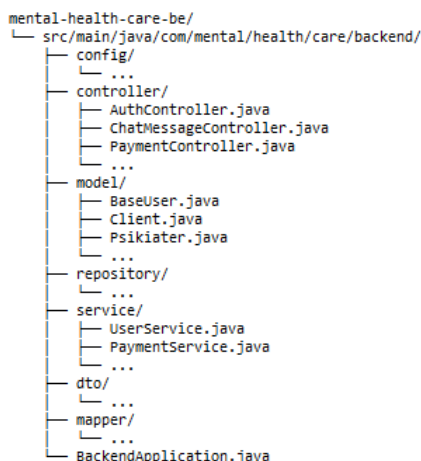 mental-health-care-be/
└── src/main/java/com/mental/health/care/backend/
    ├── config/
    │   └── ...
    ├── controller/
    │   ├── AuthController.java
    │   ├── ChatMessageController.java
    │   ├── PaymentController.java
    │   └── ...
    ├── model/
    │   ├── BaseUser.java
    │   ├── Client.java
    │   ├── Psikiater.java
    │   └── ...
    ├── repository/
    │   └── ...
    ├── service/
    │   ├── UserService.java
    │   ├── PaymentService.java
    │   └── ...
    ├── dto/
    │   └── ...
    ├── mapper/
    │   └── ...
    └── BackendApplication.java